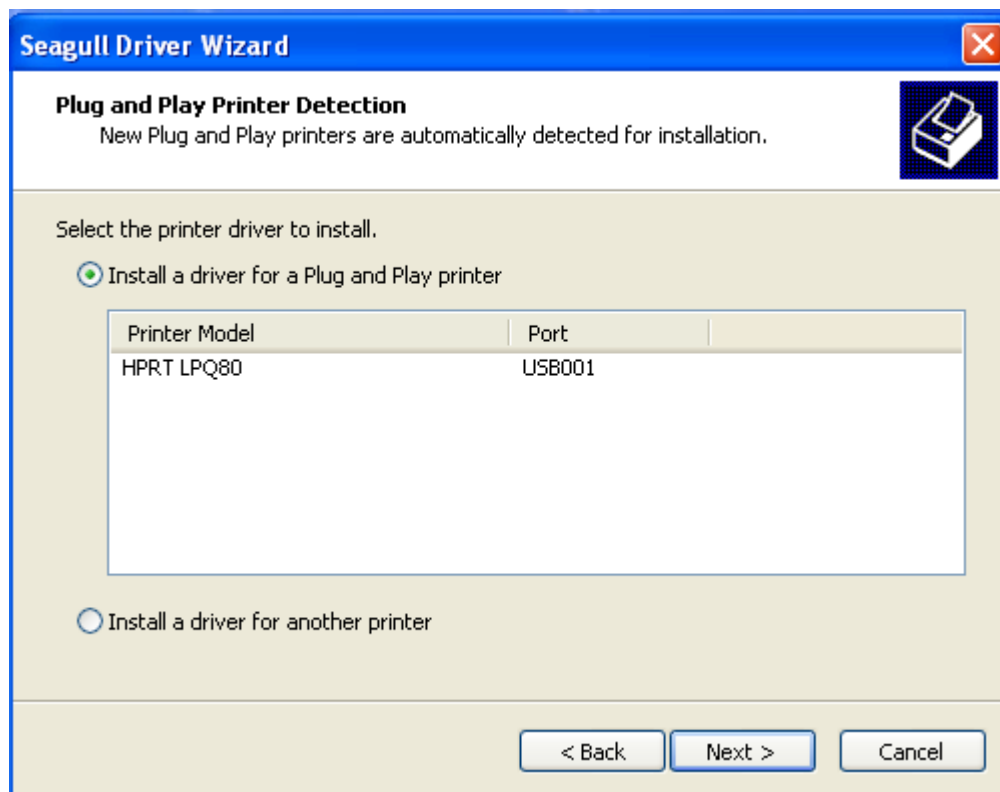 Seagull Driver Wizard
Plug and Play Printer Detection
New Plug and Play printers are automatically detected for installation.
Select the printer driver to install.
Install a driver for a Plug and Play printer
Printer Model Port
HPRT LPQ80 USB001
Install a driver for another printer
< Back Next > Cancel